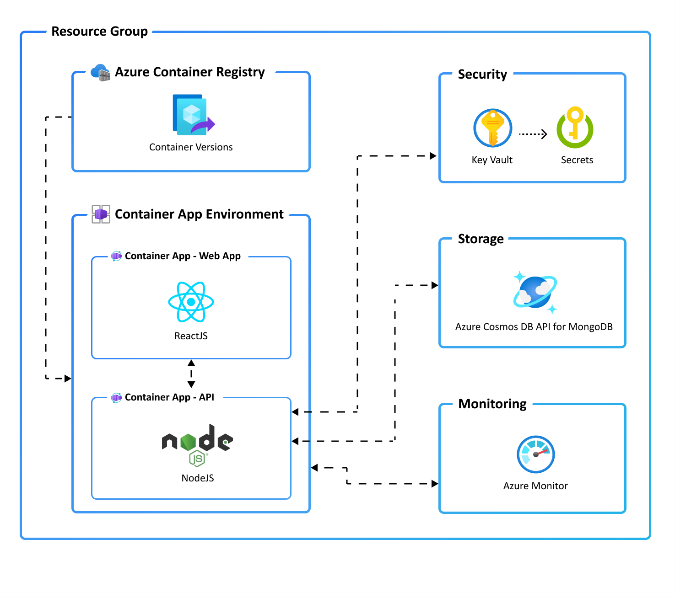 Resource Group
Azure Container Registry
Container Versions
Container App Environment
Container App - Web App
ReactJS
Container App - API
node
JS
NodeJS
Security
Key Vault
Secrets
Storage
Azure Cosmos DB API for MongoDB
Monitoring
Azure Monitor